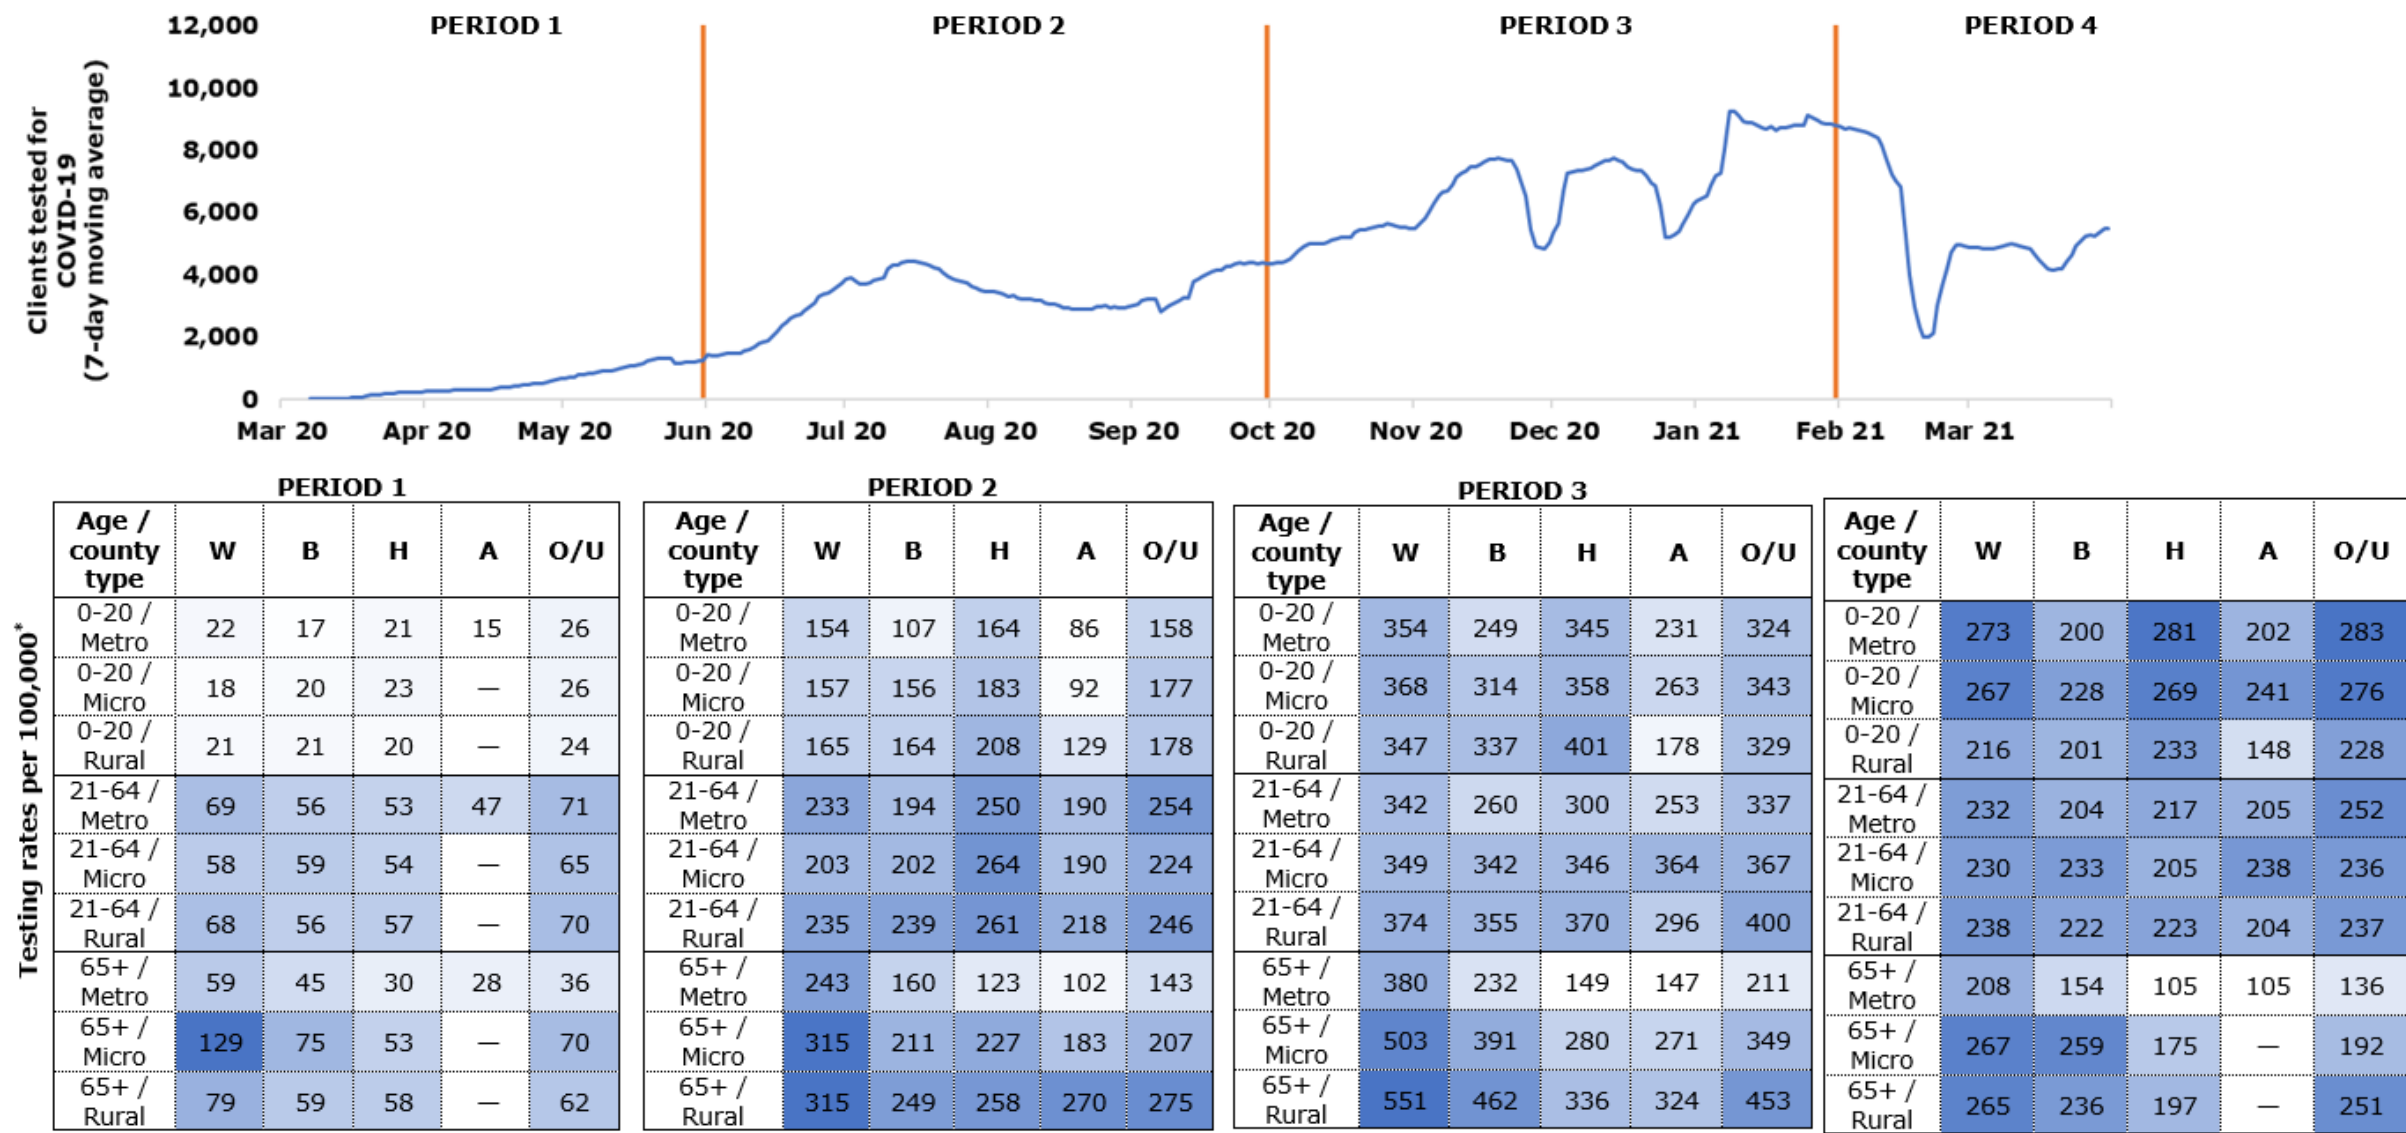 PERIOD 1 PERIOD 2 PERIOD 3 PERIOD 4
Clients tested for
COVID-19
(7-day moving average)
12,000
10,000
8,000
6,000
4,000
2,000
0
Mar 20 Apr 20 May 20 Jun 20 Jul 20 Aug 20 Sep 20 Oct 20 Nov 20 Dec 20 Jan 21 Feb 21 Mar 21
Testing rates per 100,000*
PERIOD 1
Age /
county
type
W B H A O/U
0-20 /
Metro
22 17 21 15 26
0-20 /
Micro
18 20 23 — 26
0-20 /
Rural
21 21 20 — 24
21-64 /
Metro
69 56 53 47 71
21-64 /
Micro
58 59 54 — 65
21-64 /
Rural
68 56 57 — 70
65+ /
Metro
59 45 30 28 36
65+ /
Micro
129 75 53 — 70
65+ /
Rural
79 59 58 — 62
PERIOD 2
Age /
county
type
W B H A O/U
0-20 /
Metro
154 107 164 86 158
0-20 /
Micro
157 156 183 92 177
0-20 /
Rural
165 164 208 129 178
21-64 /
Metro
233 194 250 190 254
21-64 /
Micro
203 202 264 190 224
21-64 /
Rural
235 239 261 218 246
65+ /
Metro
243 160 123 102 143
65+ /
Micro
315 211 227 183 207
65+ /
Rural
315 249 258 270 275
PERIOD 3
Age /
county
type
W B H A O/U
0-20 /
Metro
354 249 345 231 324
0-20 /
Micro
368 314 358 263 343
0-20 /
Rural
347 337 401 178 329
21-64 /
Metro
342 260 300 253 337
21-64 /
Micro
349 342 346 364 367
21-64 /
Rural
374 355 370 296 400
65+ /
Metro
380 232 149 147 211
65+ /
Micro
503 391 280 271 349
65+ /
Rural
551 462 336 324 453
Age /
county
type
W B H A O/U
0-20 /
Metro
273 200 281 202 283
0-20 /
Micro
267 228 269 241 276
0-20 /
Rural
216 201 233 148 228
21-64 /
Metro
232 204 217 205 252
21-64 /
Micro
230 233 205 238 236
21-64 /
Rural
238 222 223 204 237
65+ /
Metro
208 154 105 105 136
65+ /
Micro
267 259 175 — 192
65+ /
Rural
265 236 197 — 251